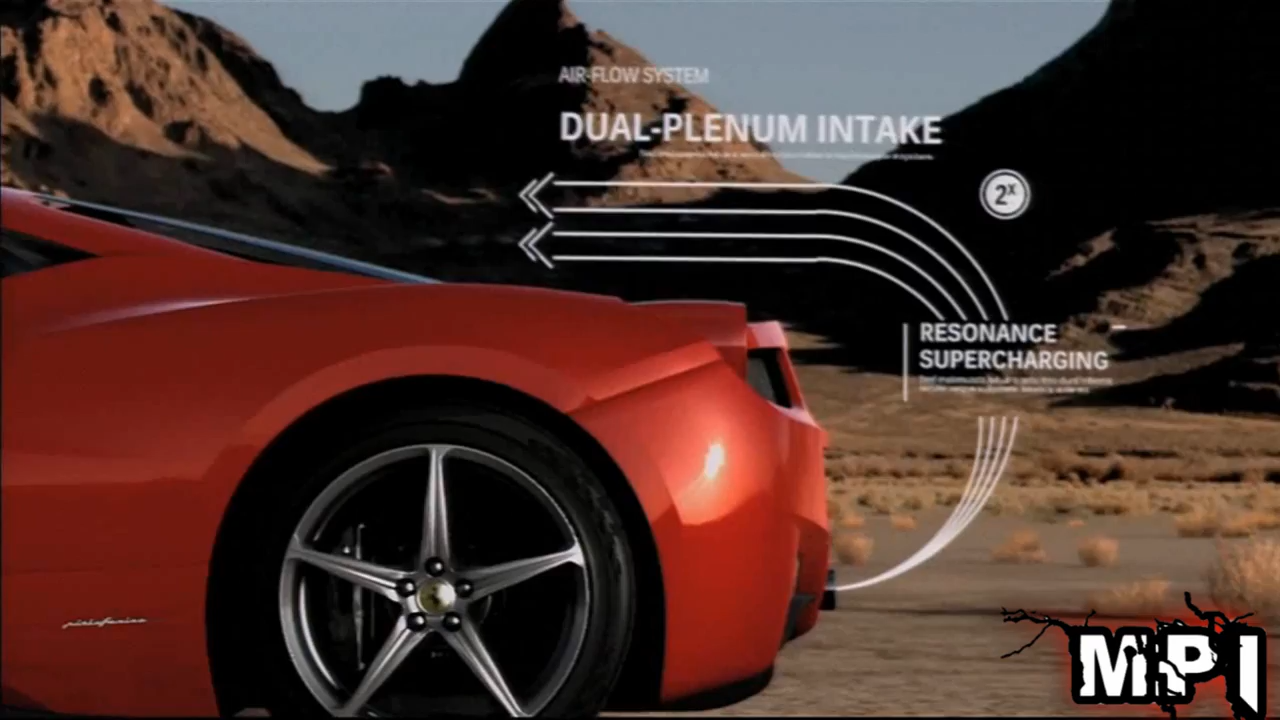 AIR-FLOW SYSTEM
DUAL-PLENUM INTAKE
2x
RESONANCE
SUPERCHARGING
pininfarina
MPI